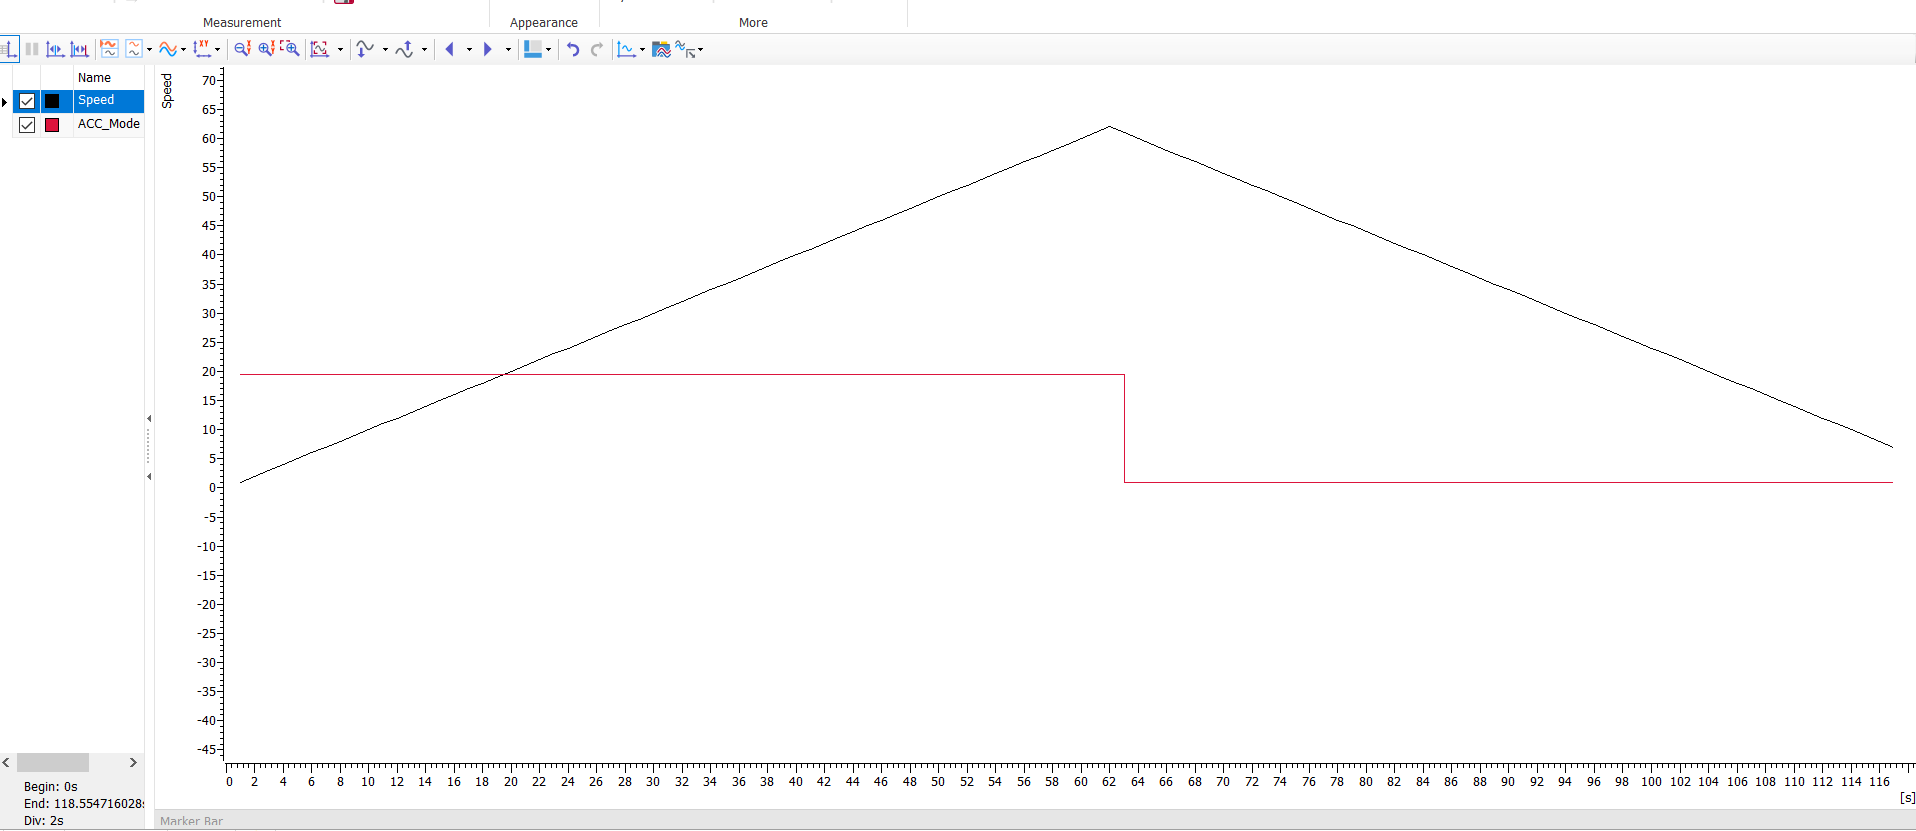 Measurement
Appearance
More
Name
Speed
ACC_Mode
Speed
70
65
60
55
50
45
40
35
30
25
20
15
10
5
0
-5
-10
-15
-20
-25
-30
-35
-40
-45
0 2 4 6 8 10 12 14 16 18 20 22 24 26 28 30 32 34 36 38 40 42 44 46 48 50 52 54 56 58 60 62 64 66 68 70 72 74 76 78 80 82 84 86 88 90 92 94 96 98 100 102 104 106 108 110 112 114 116
[s]
Begin: 0s
End: 118.554716028s
Div: 2s
Marker Bar